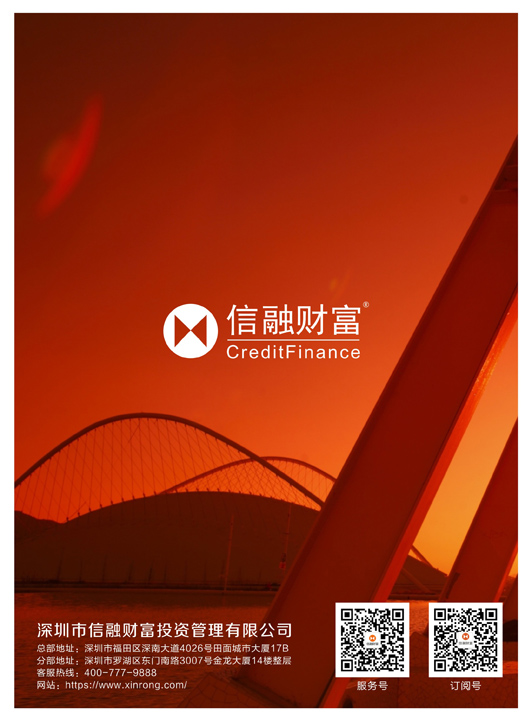 信融财富®
CreditFinance
深圳市信融财富投资管理有限公司
总部地址：深圳市福田区深南大道4026号田面城市大厦17B
分部地址：深圳市罗湖区东门南路3007号金龙大厦14楼整层
客服热线：400-777-9888
网站：https://www.xinrong.com/
服务号
订阅号